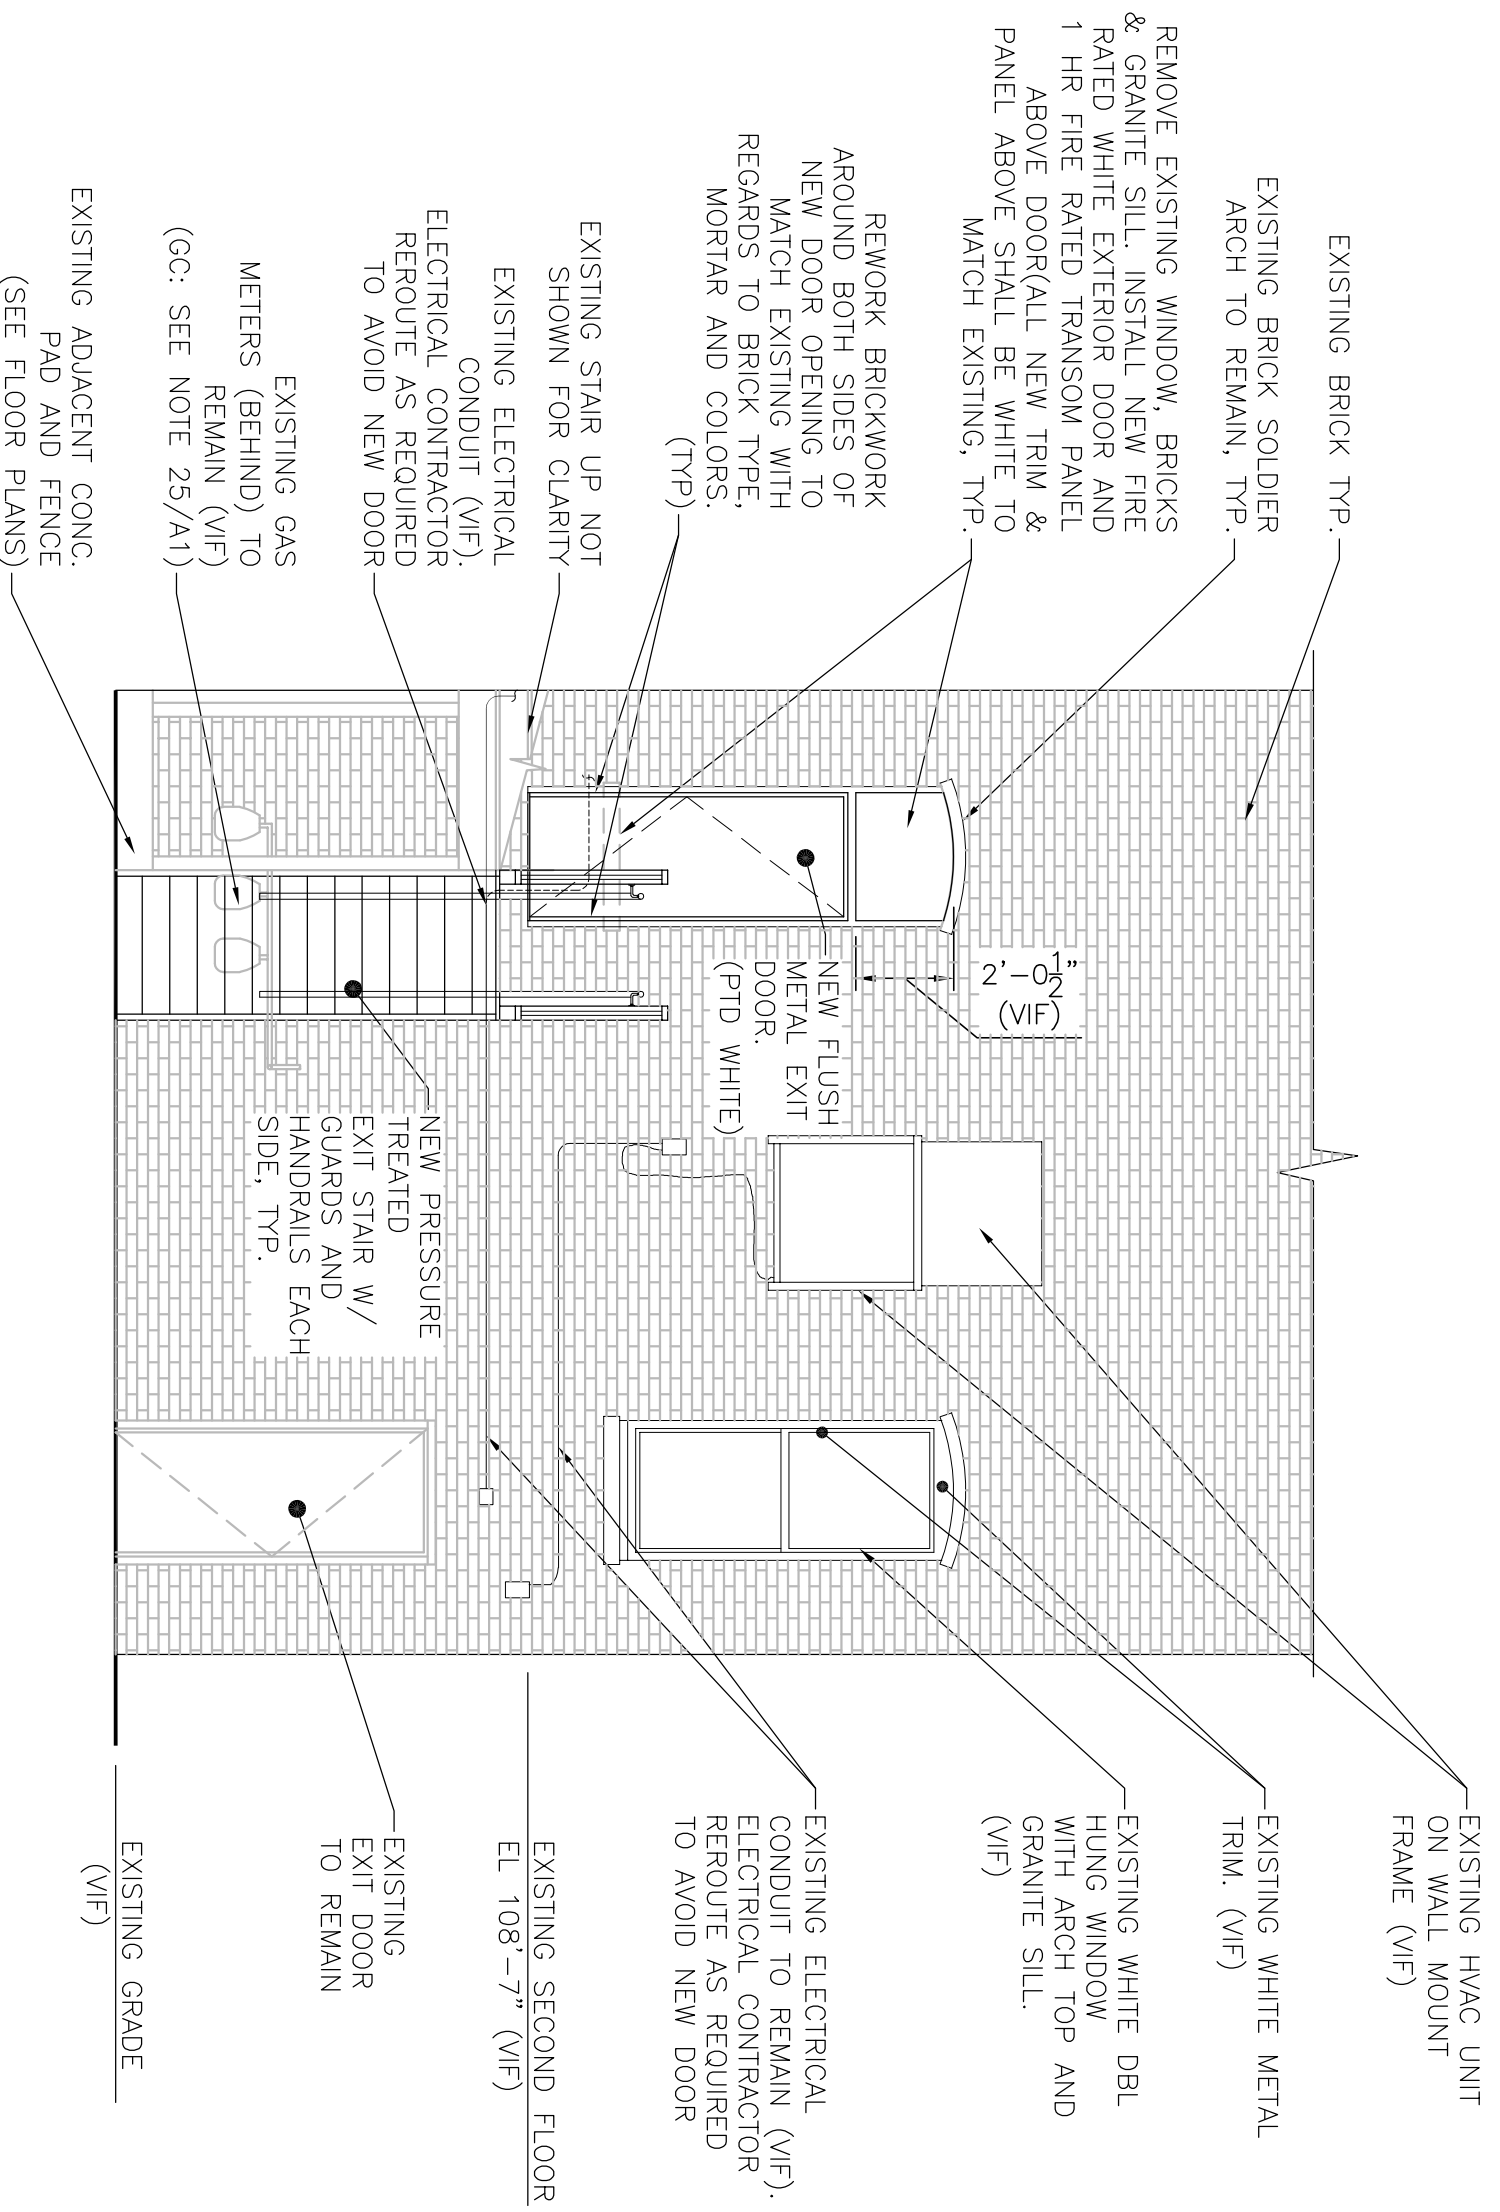 EXISTING BRICK TYP.
EXISTING BRICK SOLDIER
ARCH TO REMAIN, TYP.
REMOVE EXISTING WINDOW, BRICKS
& GRANITE SILL. INSTALL NEW FIRE
RATED WHITE EXTERIOR DOOR AND
1 HR FIRE RATED TRANSOM PANEL
ABOVE DOOR(ALL NEW TRIM &
PANEL ABOVE SHALL BE WHITE TO
MATCH EXISTING, TYP.
REWORK BRICKWORK
AROUND BOTH SIDES OF
NEW DOOR OPENING TO
MATCH EXISTING WITH
REGARDS TO BRICK TYPE,
MORTAR AND COLORS.
(TYP)
EXISTING STAIR UP NOT
SHOWN FOR CLARITY
EXISTING ELECTRICAL
CONDUIT (VIF).
ELECTRICAL CONTRACTOR
REROUTE AS REQUIRED
TO AVOID NEW DOOR
EXISTING GAS
METERS (BEHIND) TO
REMAIN (VIF)
(GC: SEE NOTE 25/A1)
EXISTING ADJACENT CONC.
PAD AND FENCE
(SEE FLOOR PLANS)
2'-0½"
(VIF)
NEW FLUSH
METAL EXIT
DOOR.
(PTD WHITE)
NEW PRESSURE
TREATED
EXIT STAIR W/
GUARDS AND
HANDRAILS EACH
SIDE, TYP.
EXISTING HVAC UNIT
ON WALL MOUNT
FRAME (VIF)
EXISTING WHITE METAL
TRIM. (VIF)
EXISTING WHITE DBL
HUNG WINDOW
WITH ARCH TOP AND
GRANITE SILL.
(VIF)
EXISTING ELECTRICAL
CONDUIT TO REMAIN (VIF).
ELECTRICAL CONTRACTOR
REROUTE AS REQUIRED
TO AVOID NEW DOOR
EXISTING SECOND FLOOR
EL 108'-7" (VIF)
EXISTING
EXIT DOOR
TO REMAIN
EXISTING GRADE
(VIF)